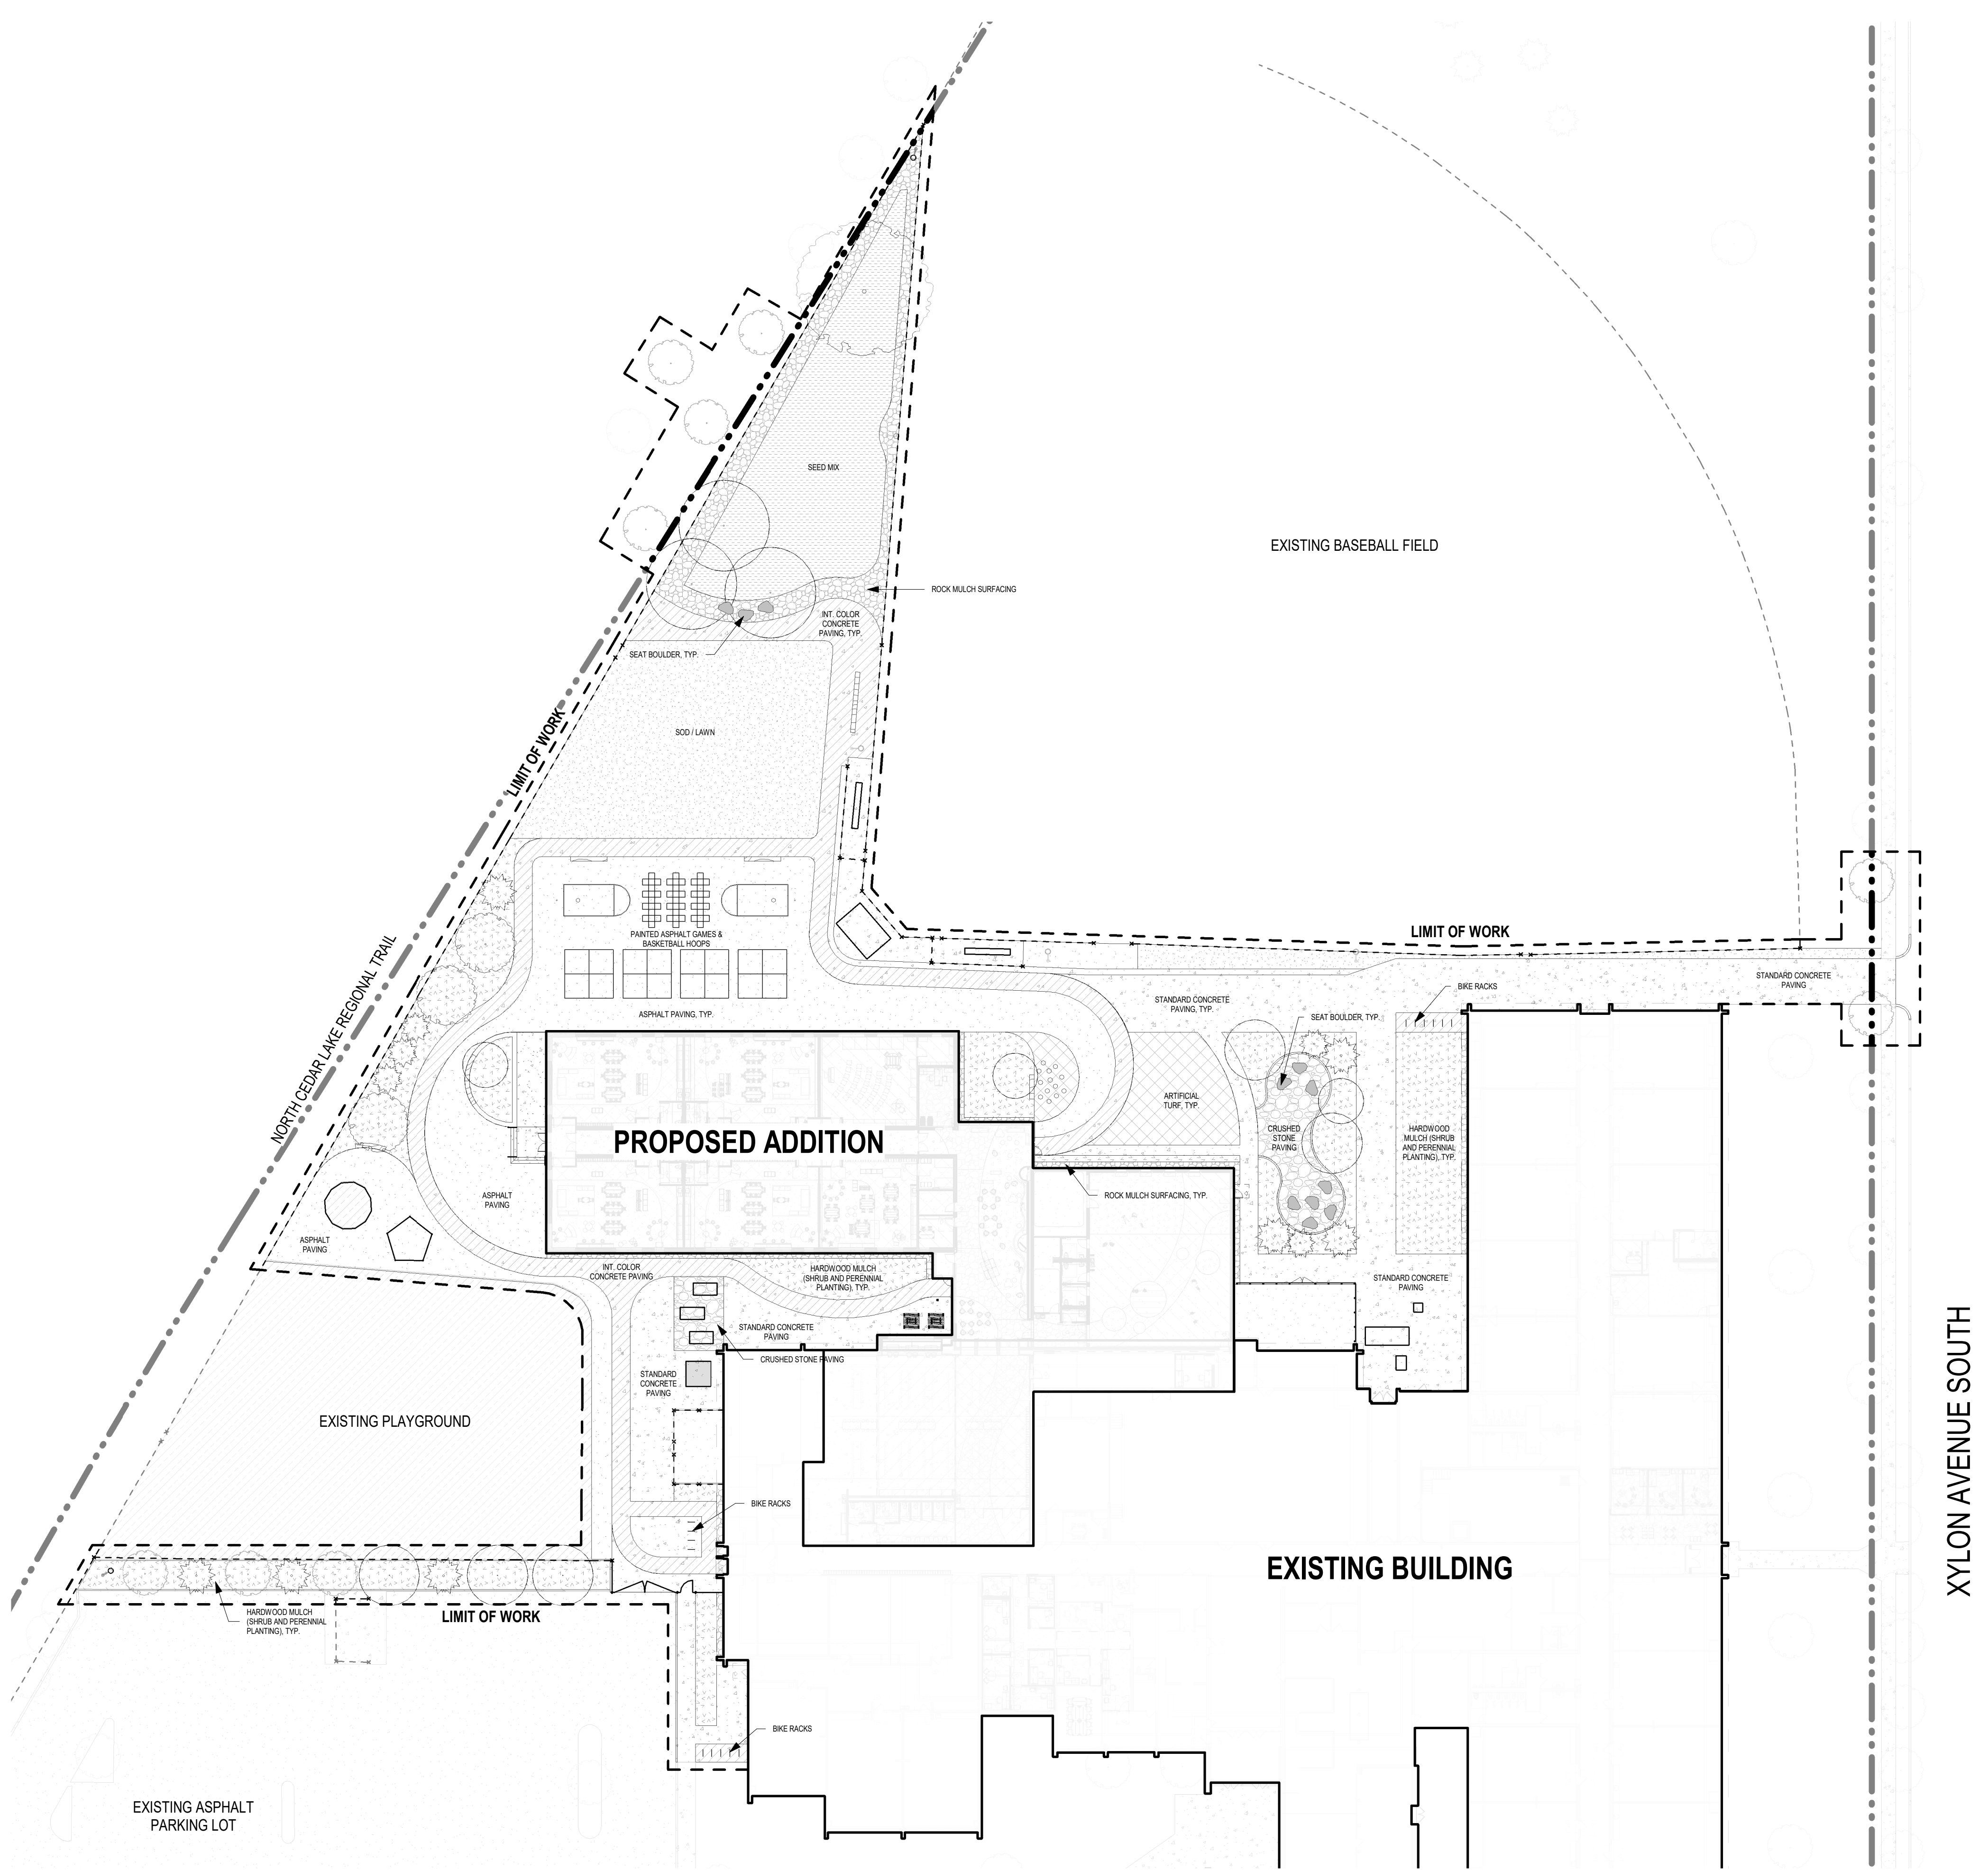 SEED MIX
EXISTING BASEBALL FIELD
ROCK MULCH SURFACING
INT. COLOR
CONCRETE
PAVING, TYP.
SEAT BOULDER, TYP.
SOD / LAWN
LIMIT OF WORK
NORTH CEDAR LAKE REGIONAL TRAIL
PAINTED ASPHALT GAMES &
BASKETBALL HOOPS
ASPHALT PAVING, TYP.
LIMIT OF WORK
STANDARD CONCRETE
PAVING
BIKE RACKS
STANDARD CONCRETE
PAVING, TYP.
SEAT BOULDER, TYP.
ARTIFICIAL
TURF, TYP.
CRUSHED
STONE
PAVING
HARDWOOD
MULCH (SHRUB
AND PERENNIAL
PLANTING), TYP.
PROPOSED ADDITION
ROCK MULCH SURFACING, TYP.
ASPHALT
PAVING
ASPHALT
PAVING
INT. COLOR
CONCRETE PAVING
HARDWOOD MULCH
(SHRUB AND PERENNIAL
PLANTING), TYP.
STANDARD CONCRETE
PAVING
STANDARD CONCRETE
PAVING
CRUSHED STONE PAVING
STANDARD
CONCRETE
PAVING
EXISTING PLAYGROUND
BIKE RACKS
EXISTING BUILDING
XYLON AVENUE SOUTH
HARDWOOD MULCH
(SHRUB AND PERENNIAL
PLANTING), TYP.
LIMIT OF WORK
BIKE RACKS
EXISTING ASPHALT
PARKING LOT